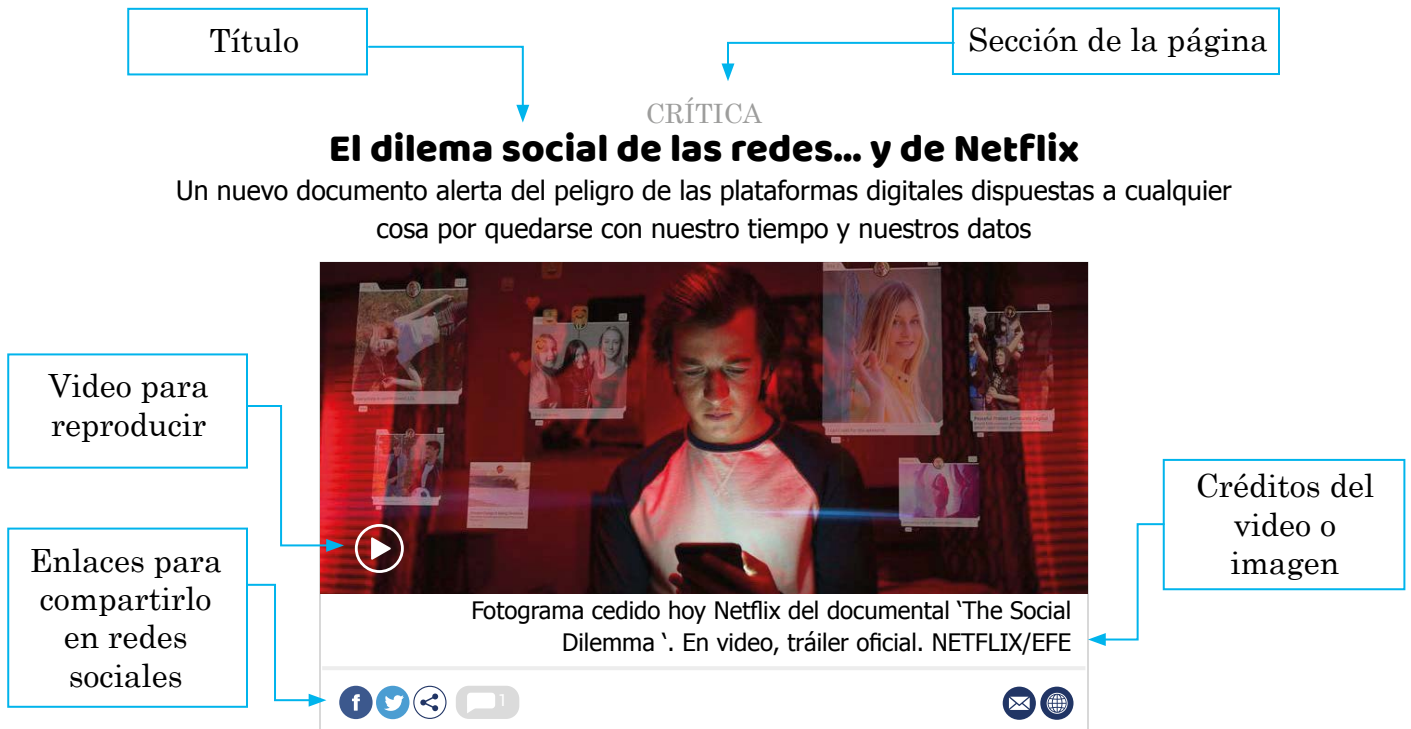 Título
Sección de la página
CRÍTICA
El dilema social de las redes... y de Netflix
Un nuevo documento alerta del peligro de las plataformas digitales dispuestas a cualquier
cosa por quedarse con nuestro tiempo y nuestros datos
Video para
reproducir
Enlaces para
compartirlo
en redes
sociales
Créditos del
video o
imagen
Fotograma cedido hoy Netflix del documental ‘The Social
Dilemma ‘. En video, tráiler oficial. NETFLIX/EFE
f
1